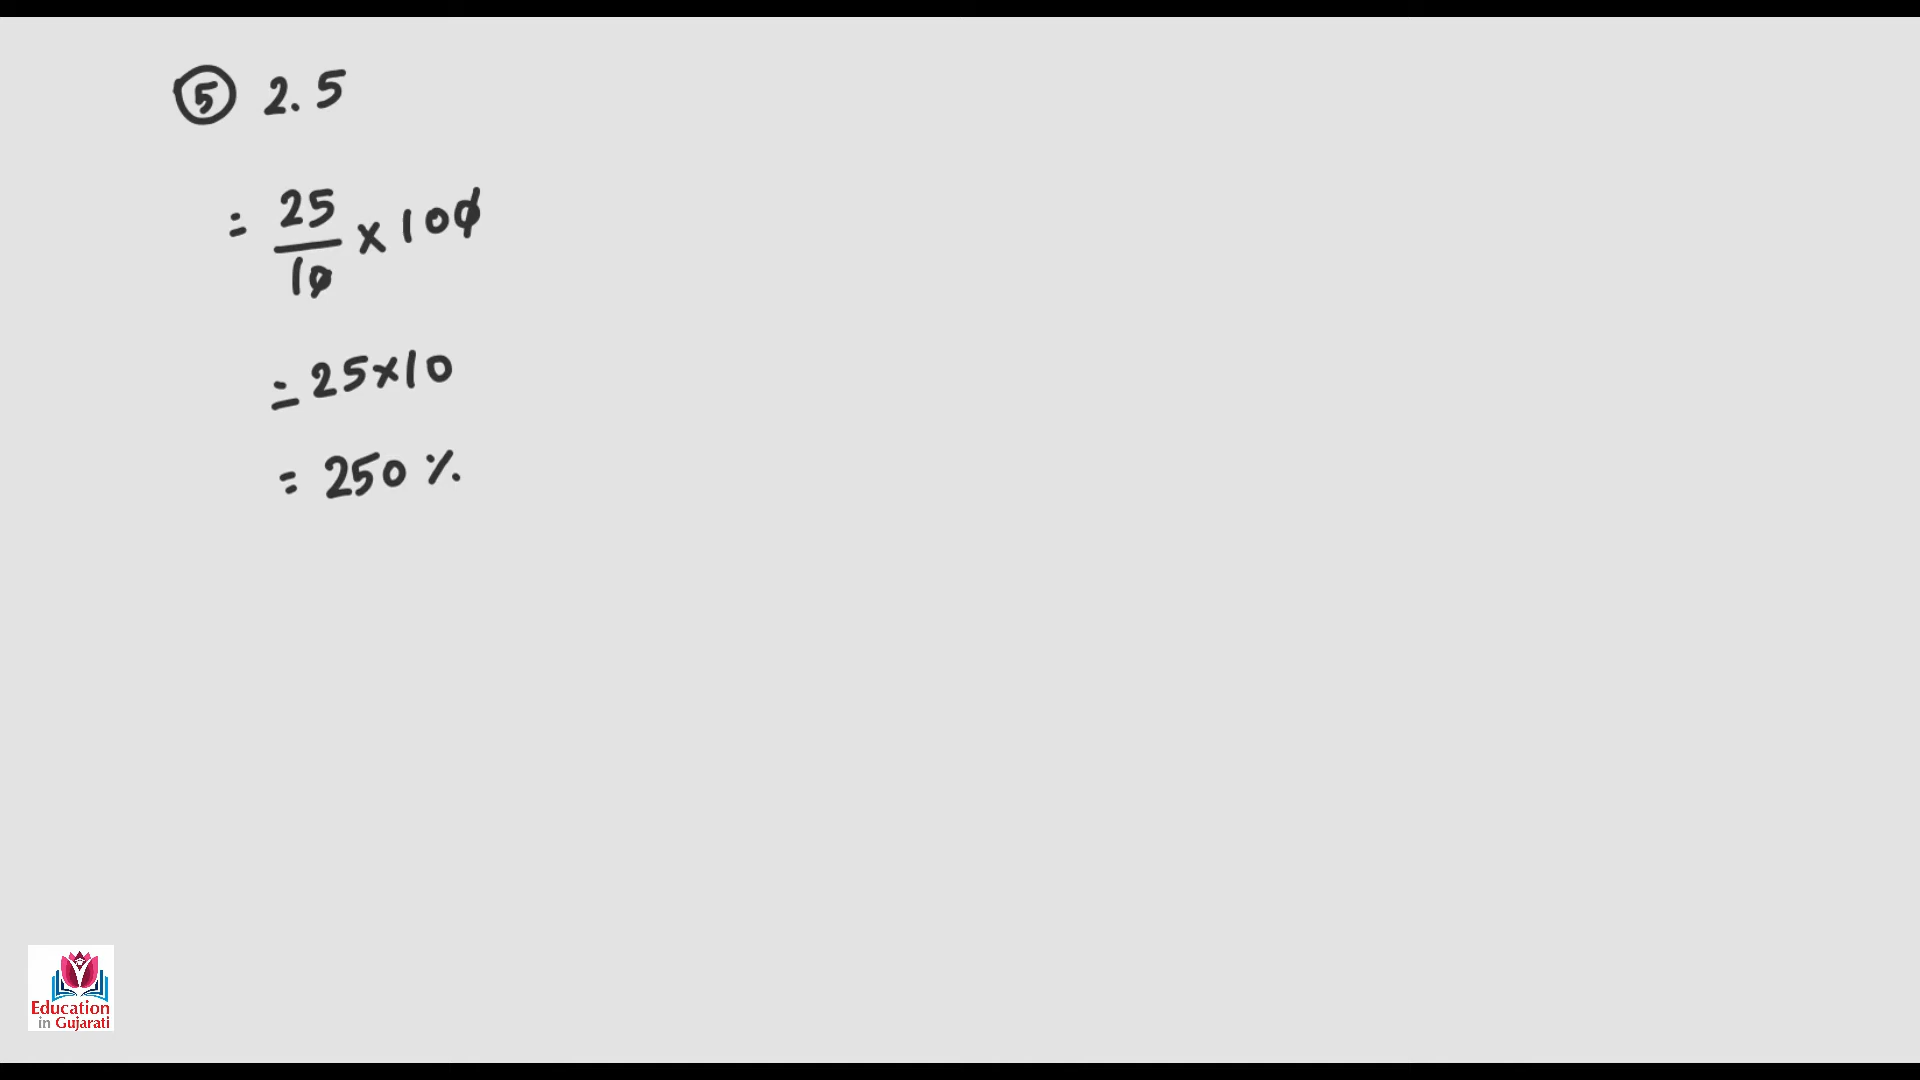 ⑤ 2.5
= 25/10 × 100
= 25×10
= 250 %
Education
in Gujarati